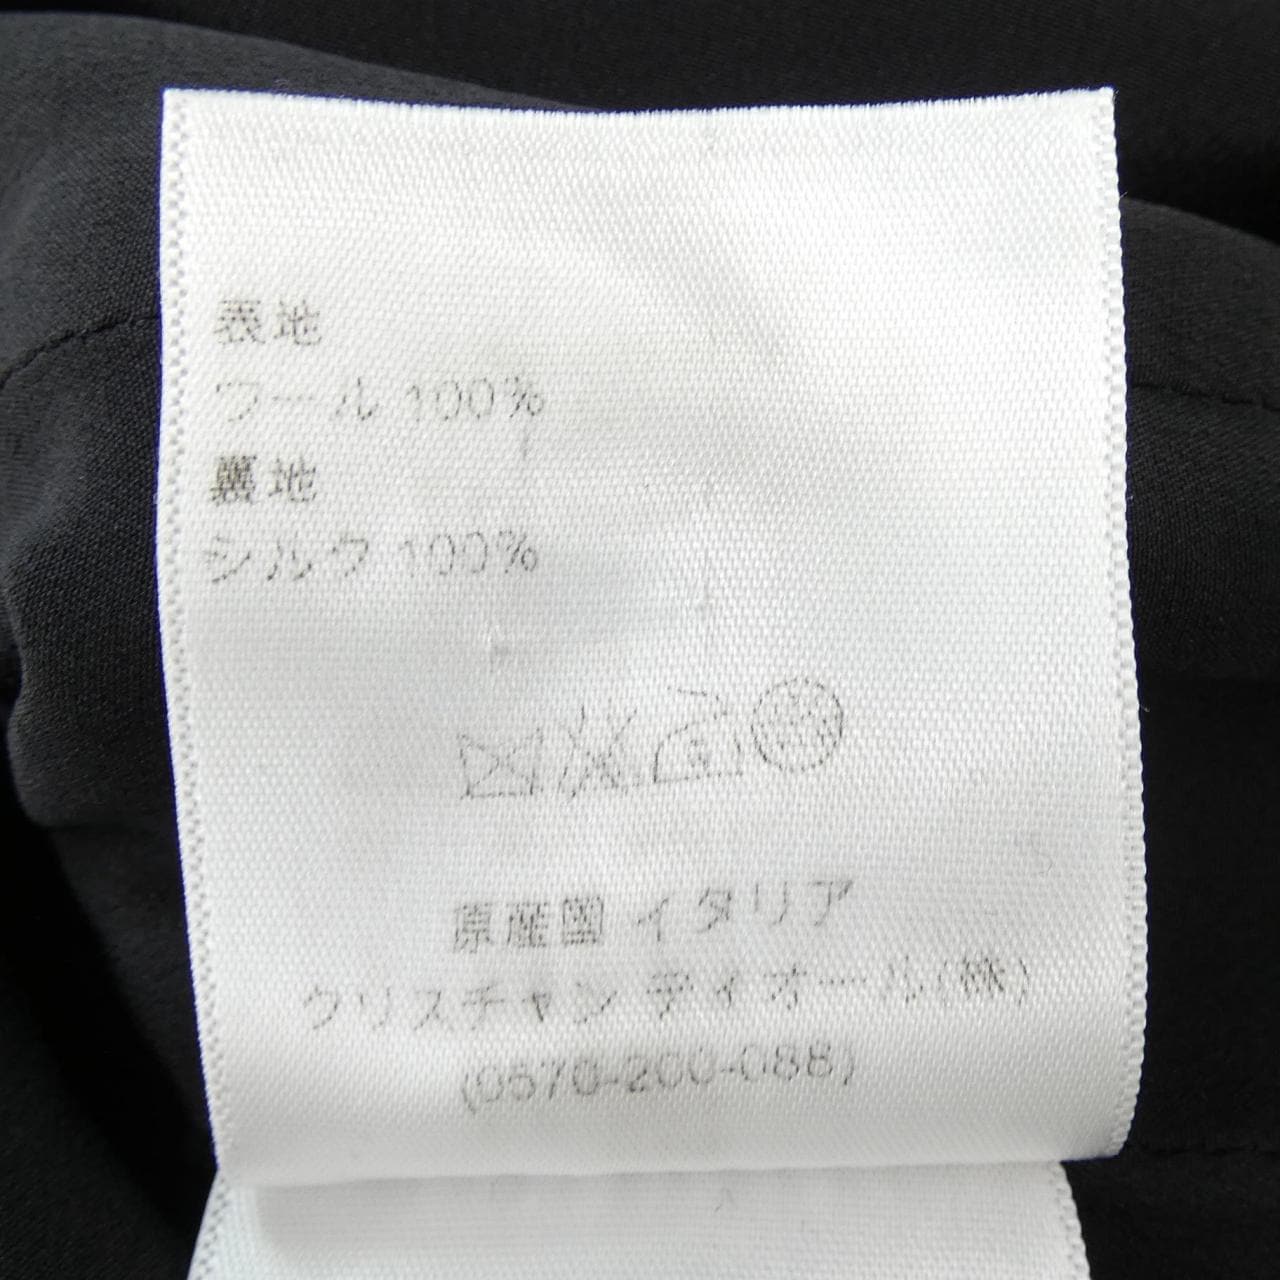 表地
ウール 100%
裏地
シルク 100%
原産国 イタリア
クリスチャン ディオール(株)
(0570-200-088)